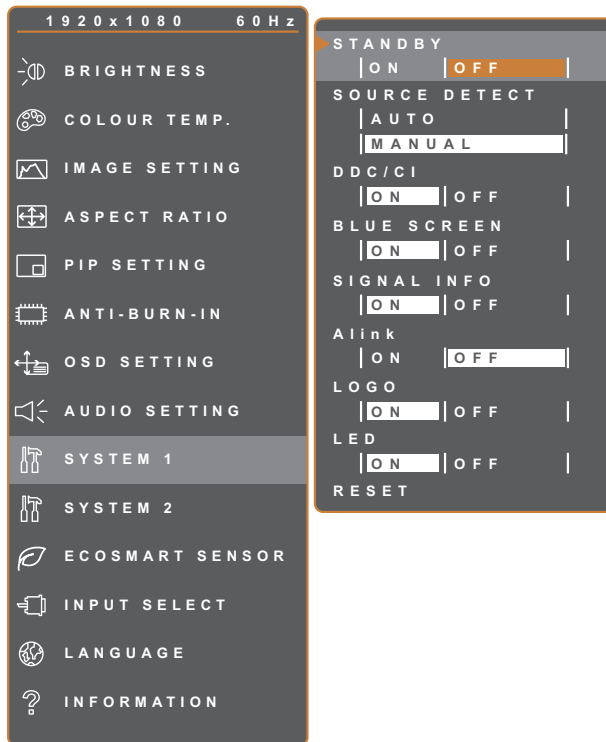 1920x1080 60Hz
BRIGHTNESS
COLOUR TEMP.
IMAGE SETTING
ASPECT RATIO
PIP SETTING
ANTI-BURN-IN
OSD SETTING
AUDIO SETTING
SYSTEM 1
SYSTEM 2
ECOSMART SENSOR
INPUT SELECT
LANGUAGE
INFORMATION
STANDBY
ON OFF
SOURCE DETECT
AUTO
MANUAL
DDC/CI
ON OFF
BLUE SCREEN
ON OFF
SIGNAL INFO
ON OFF
Alink
ON OFF
LOGO
ON OFF
LED
ON OFF
RESET